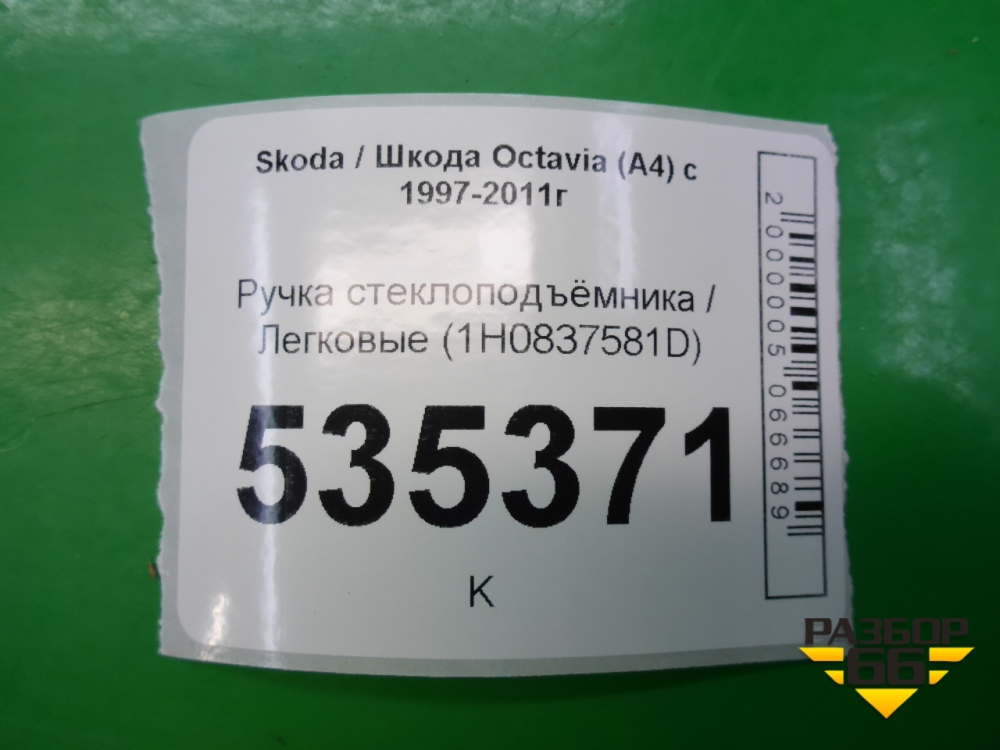 Skoda / Шкода Octavia (A4) с
1997-2011г
Ручка стеклоподъёмника /
Легковые (1H0837581D)
535371
К
2000005066689
РАЗБОР
66